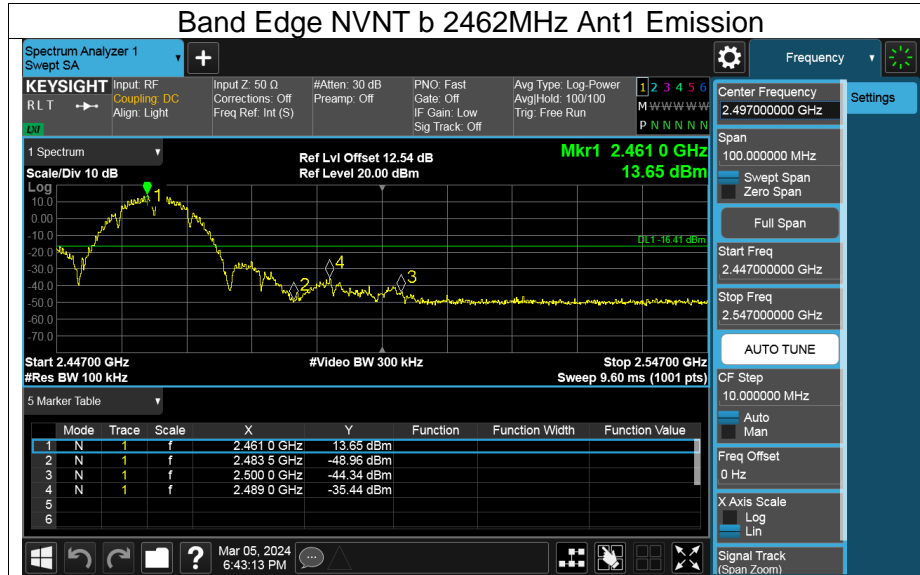 Band Edge NVNT b 2462MHz Ant1 Emission
Spectrum Analyzer 1
Swept SA
+
Frequency
KEYSIGHT
RLT
LXI
Input: RF
Coupling: DC
Align: Light
Input Z: 50 Ω
Corrections: Off
Freq Ref: Int (S)
#Atten: 30 dB
Preamp: Off
PNO: Fast
Gate: Off
IF Gain: Low
Sig Track: Off
Avg Type: Log-Power
Avg|Hold: 100/100
Trig: Free Run
1 2 3 4 5 6
M W W W W W
P N N N N N
1 Spectrum
Scale/Div 10 dB
Ref Lvl Offset 12.54 dB
Ref Level 20.00 dBm
Mkr1 2.461 0 GHz
13.65 dBm
Log
10.0
0.00
-10.0
-20.0
-30.0
-40.0
-50.0
-60.0
-70.0
1
2
4
3
DL1 -16.41 dBm
Start 2.44700 GHz
#Res BW 100 kHz
#Video BW 300 kHz
Stop 2.54700 GHz
Sweep 9.60 ms (1001 pts)
5 Marker Table
Mode Trace Scale X Y Function Function Width Function Value
1 N 1 f 2.461 0 GHz 13.65 dBm
2 N 1 f 2.483 5 GHz -48.96 dBm
3 N 1 f 2.500 0 GHz -44.34 dBm
4 N 1 f 2.489 0 GHz -35.44 dBm
5
6
?
Mar 05, 2024
6:43:13 PM
Settings
Center Frequency
2.497000000 GHz
Span
100.000000 MHz
Swept Span
Zero Span
Full Span
Start Freq
2.447000000 GHz
Stop Freq
2.547000000 GHz
AUTO TUNE
CF Step
10.000000 MHz
Auto
Man
Freq Offset
0 Hz
X Axis Scale
Log
Lin
Signal Track
(Span Zoom)